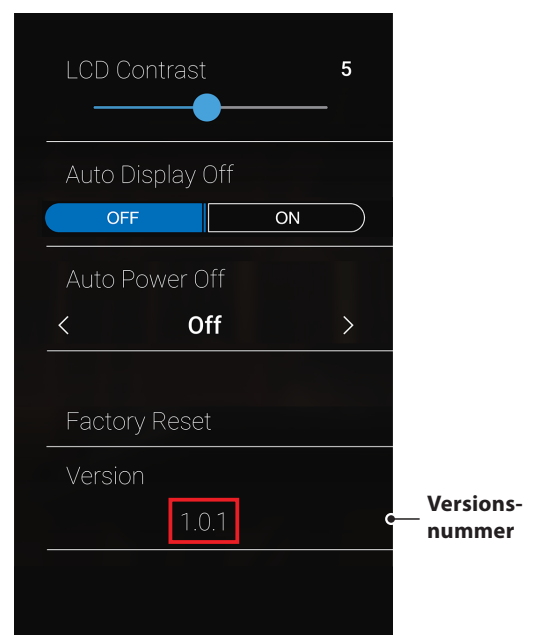 LCD Contrast 5
Auto Display Off
OFF ON
Auto Power Off
< Off >
Factory Reset
Version
1.0.1
Versions-
nummer